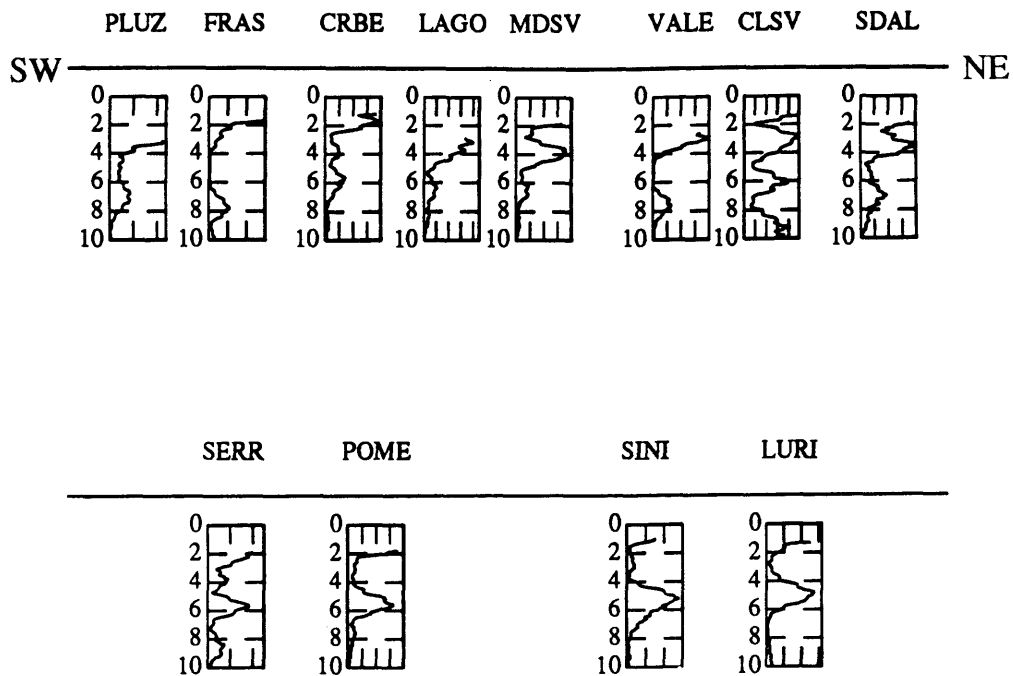 PLUZ FRAS CRBE LAGO MDSV VALE CLSV SDAL
SW NE
0 0 0 0 0 0 0 0
2 2 2 2 2 2 2 2
4 4 4 4 4 4 4 4
6 6 6 6 6 6 6 6
8 8 8 8 8 8 8 8
10 10 10 10 10 10 10 10
SERR POME SINI LURI
0 0 0 0
2 2 2 2
4 4 4 4
6 6 6 6
8 8 8 8
10 10 10 10